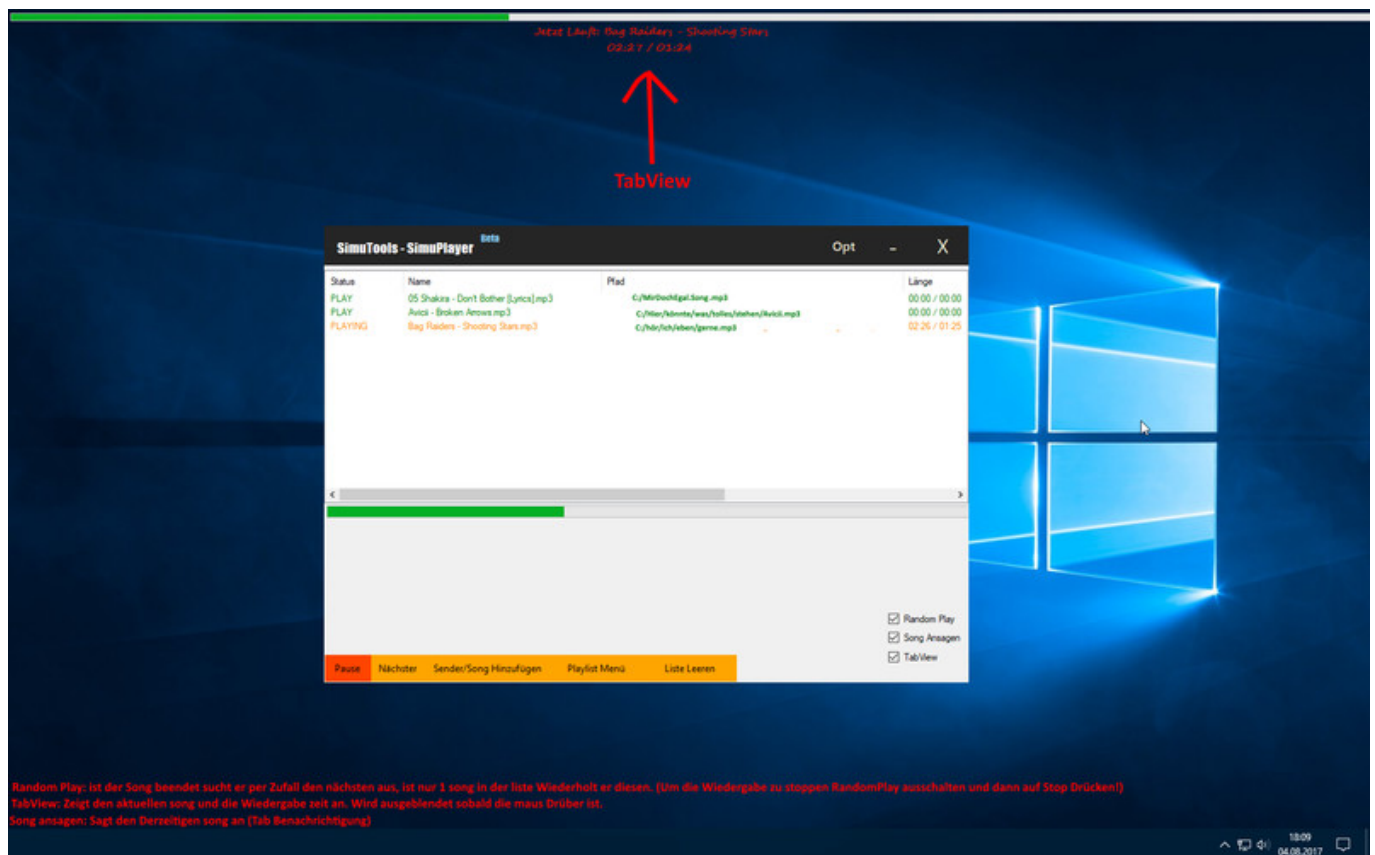 Jetzt Läuft: Bag Raiders - Shooting Stars
02:27 / 01:24
TabView
SimuTools - SimuPlayer Beta
Opt - X
Status Name Pfad Länge
PLAY 05 Shakira - Don't Bother [Lyrics].mp3 C:/MirDochEgal.Song.mp3 00:00 / 00:00
PLAY Avicii - Broken Arrows.mp3 C:/Hier/könnte/was/tolles/stehen/Avicii.mp3 00:00 / 00:00
PLAYING Bag Raiders - Shooting Stars.mp3 C:/hör/ich/eben/gerne.mp3 02:26 / 01:25
Random Play
Song Ansagen
TabView
Pause Nächster Sender/Song Hinzufügen Playlist Menü Liste Leeren
Random Play: ist der Song beendet sucht er per Zufall den nächsten aus, ist nur 1 song in der liste Wiederholt er diesen. (Um die Wiedergabe zu stoppen RandomPlay ausschalten und dann auf Stop Drücken!)
TabView: Zeigt den aktuellen song und die Wiedergabe zeit an. Wird ausgeblendet sobald die maus Drüber ist.
Song ansagen: Sagt den Derzeitigen song an (Tab Benachrichtigung)
18:09
04.08.2017